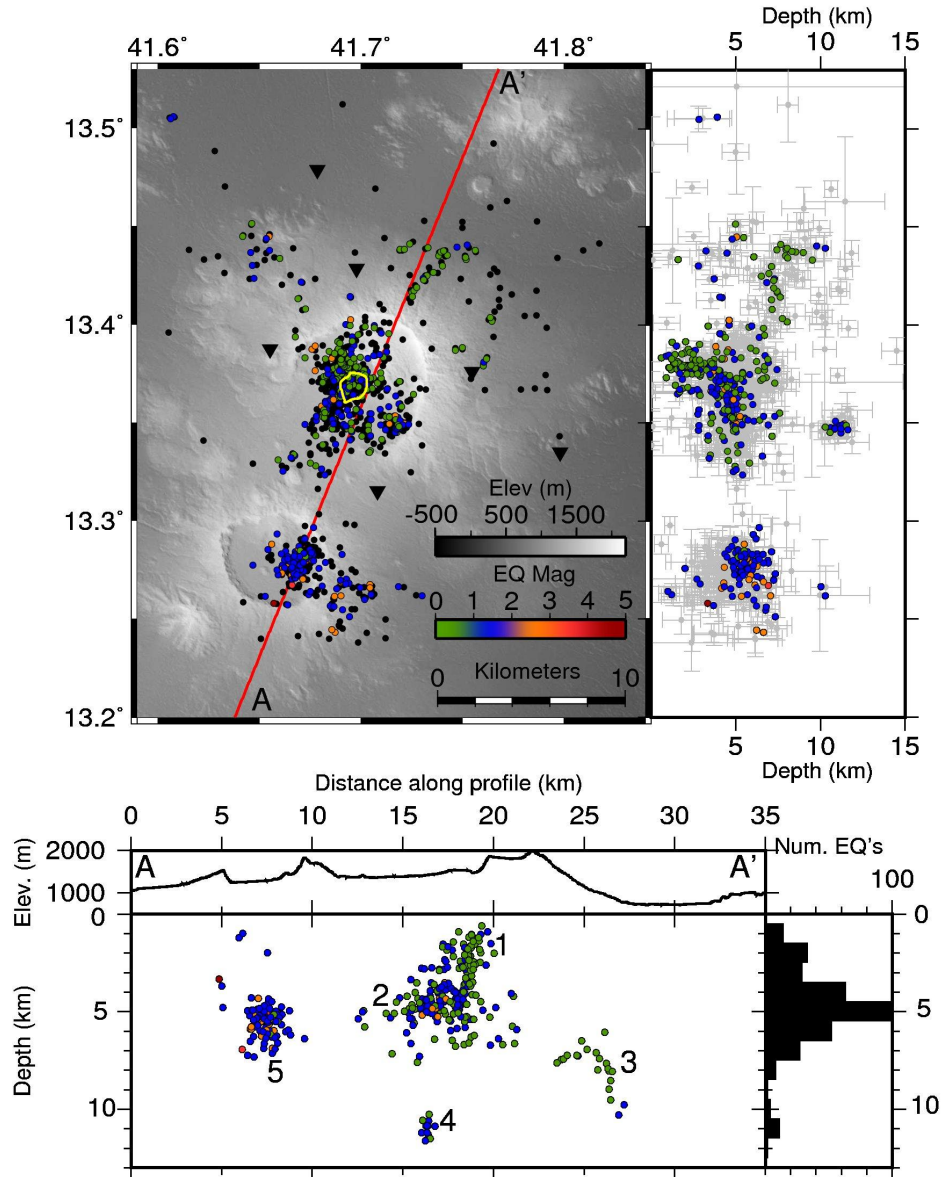 Depth (km)
41.6˚ 41.7˚ 41.8˚ 5 10 15
A'
13.5˚
13.4˚
13.3˚
Elev (m)
-500 500 1500
EQ Mag
0 1 2 3 4 5
Kilometers
0 10
A
13.2˚
5 10 15
Depth (km)
Distance along profile (km)
0 5 10 15 20 25 30 35
Num. EQ's
Elev. (m)
2000 A A' 100
1000
0 0
1
2
Depth (km)
5 5
3
5
10 4 10